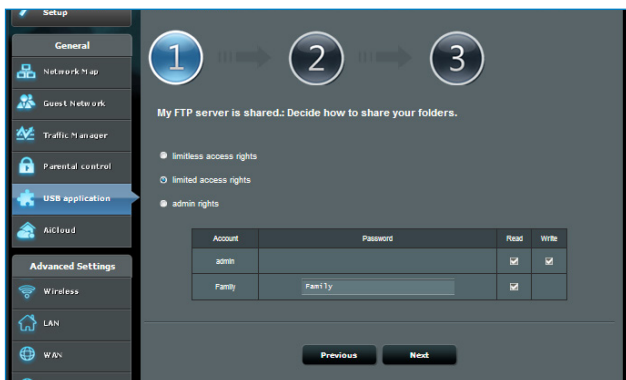 Setup
General
Network Map
Guest Network
Traffic Manager
Parental control
USB application
AiCloud
Advanced Settings
Wireless
LAN
WAN
1 2 3
My FTP server is shared.: Decide how to share your folders.
limitless access rights
limited access rights
admin rights
Account Password Read Write
admin
Family Family
Previous Next